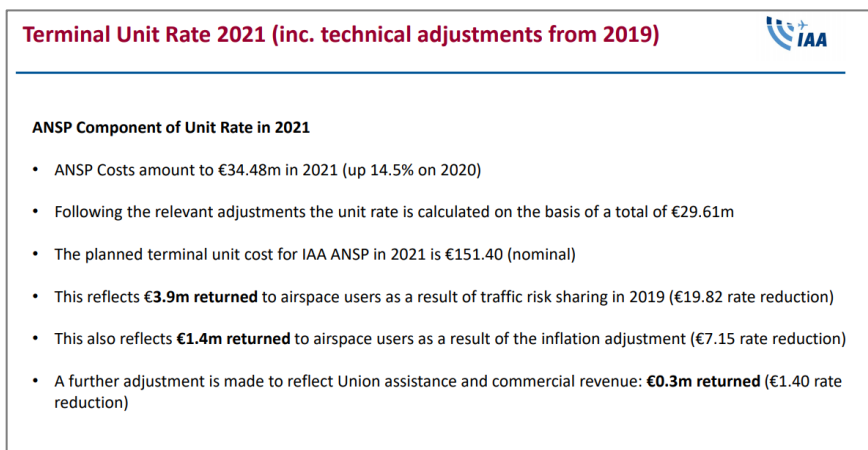 Terminal Unit Rate 2021 (inc. technical adjustments from 2019)
IAA
ANSP Component of Unit Rate in 2021
• ANSP Costs amount to €34.48m in 2021 (up 14.5% on 2020)
• Following the relevant adjustments the unit rate is calculated on the basis of a total of €29.61m
• The planned terminal unit cost for IAA ANSP in 2021 is €151.40 (nominal)
• This reflects €3.9m returned to airspace users as a result of traffic risk sharing in 2019 (€19.82 rate reduction)
• This also reflects €1.4m returned to airspace users as a result of the inflation adjustment (€7.15 rate reduction)
• A further adjustment is made to reflect Union assistance and commercial revenue: €0.3m returned (€1.40 rate
reduction)